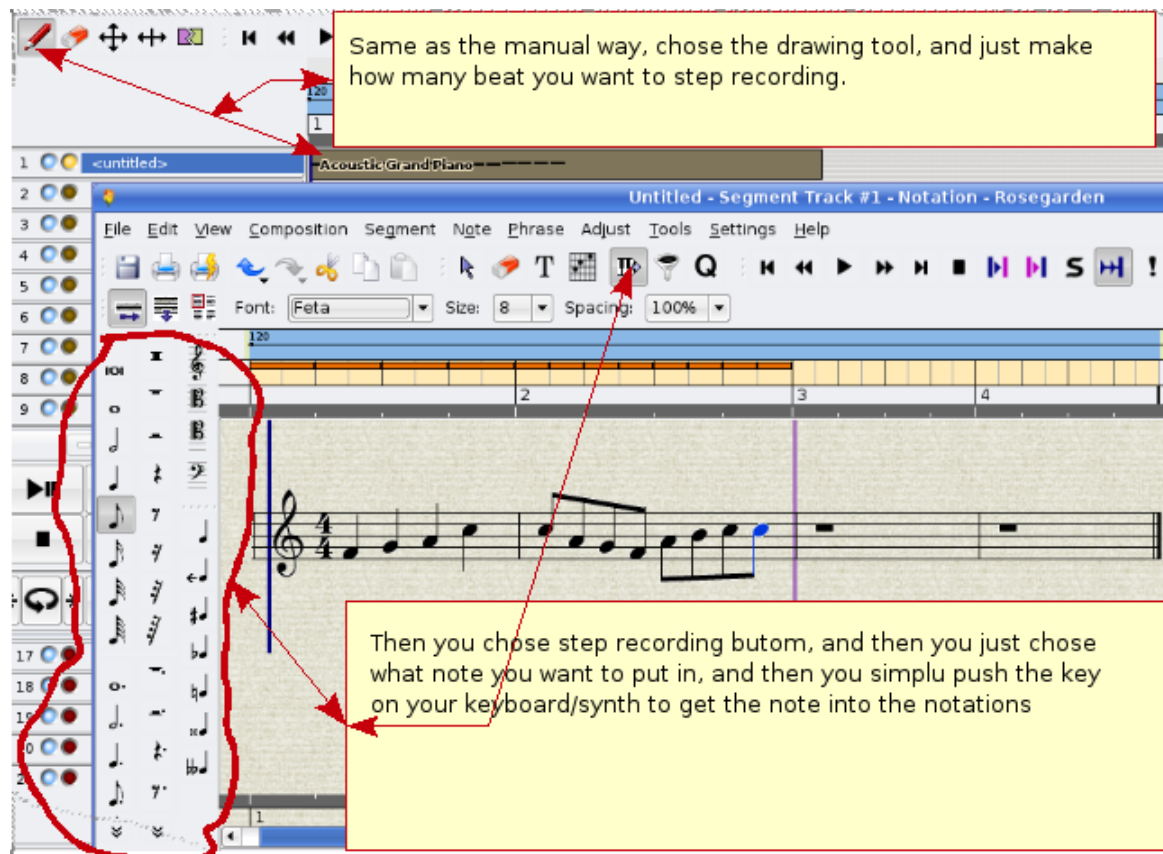 Same as the manual way, chose the drawing tool, and just make
how many beat you want to step recording.
120
1
1 <untitled>
Acoustic Grand Piano
2
Untitled - Segment Track #1 - Notation - Rosegarden
3
File Edit View Composition Segment Note Phrase Adjust Tools Settings Help
4
T Q S !
5
6
Font: Feta Size: 8 Spacing: 100%
7
120
8
9
2 3 4
4
4
Then you chose step recording butom, and then you just chose
what note you want to put in, and then you simplu push the key
on your keyboard/synth to get the note into the notations
17
18
1